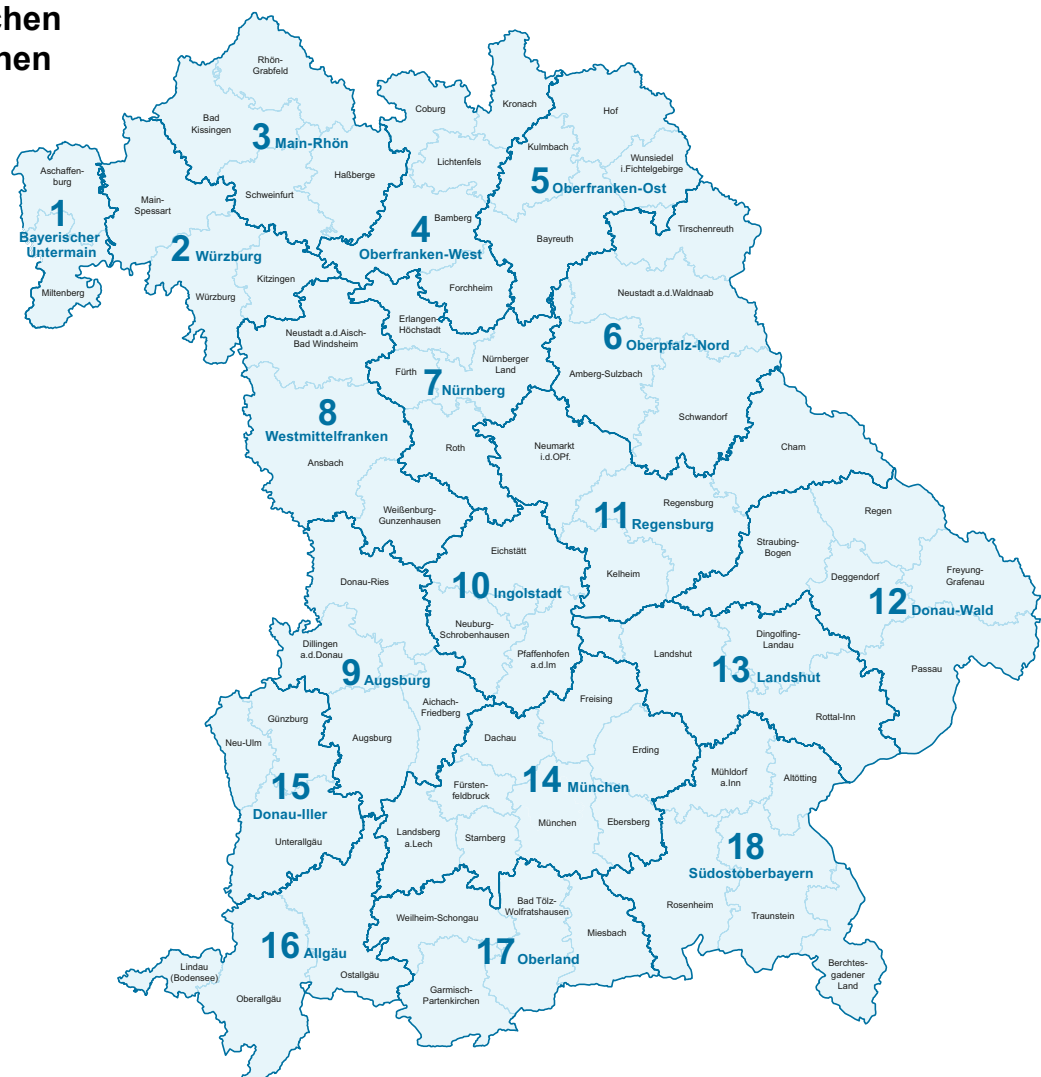 chen
nen
Rhön-
Grabfeld
Bad
Kissingen
3 Main-Rhön
Haßberge
Schweinfurt
Coburg
Kronach
Lichtenfels
Bamberg
4
Oberfranken-West
Forchheim
Hof
Kulmbach
Wunsiedel
i.Fichtelgebirge
5 Oberfranken-Ost
Bayreuth
Aschaffen-
burg
1
Bayerischer
Untermain
Miltenberg
Main-
Spessart
2 Würzburg
Kitzingen
Würzburg
Tirschenreuth
Neustadt a.d.Waldnaab
6 Oberpfalz-Nord
Amberg-Sulzbach
Schwandorf
Erlangen-
Höchstadt
Nürnberger
Land
Fürth
7 Nürnberg
Roth
Neustadt a.d.Aisch-
Bad Windsheim
8
Westmittelfranken
Ansbach
Weißenburg-
Gunzenhausen
Neumarkt
i.d.OPf.
Cham
Regensburg
11 Regensburg
Kelheim
Eichstätt
10 Ingolstadt
Neuburg-
Schrobenhausen
Pfaffenhofen
a.d.Im
Regen
Straubing-
Bogen
Deggendorf
Freyung-
Grafenau
12 Donau-Wald
Passau
Donau-Ries
Dillingen
a.d.Donau
9 Augsburg
Aichach-
Friedberg
Augsburg
Landshut
Dingolfing-
Landau
13 Landshut
Rottal-Inn
Günzburg
Neu-Ulm
15
Donau-Iller
Unterallgäu
Freising
Dachau
Erding
14 München
Fürsten-
feldbruck
München
Ebersberg
Landsberg
a.Lech
Starnberg
Mühldorf
a.Inn
Altötting
18
Südostoberbayern
Rosenheim
Traunstein
Berchtes-
gadener
Land
16 Allgäu
Lindau
(Bodensee)
Oberallgäu
Ostallgäu
Weilheim-Schongau
Bad Tölz-
Wolfratshausen
Miesbach
17 Oberland
Garmisch-
Partenkirchen